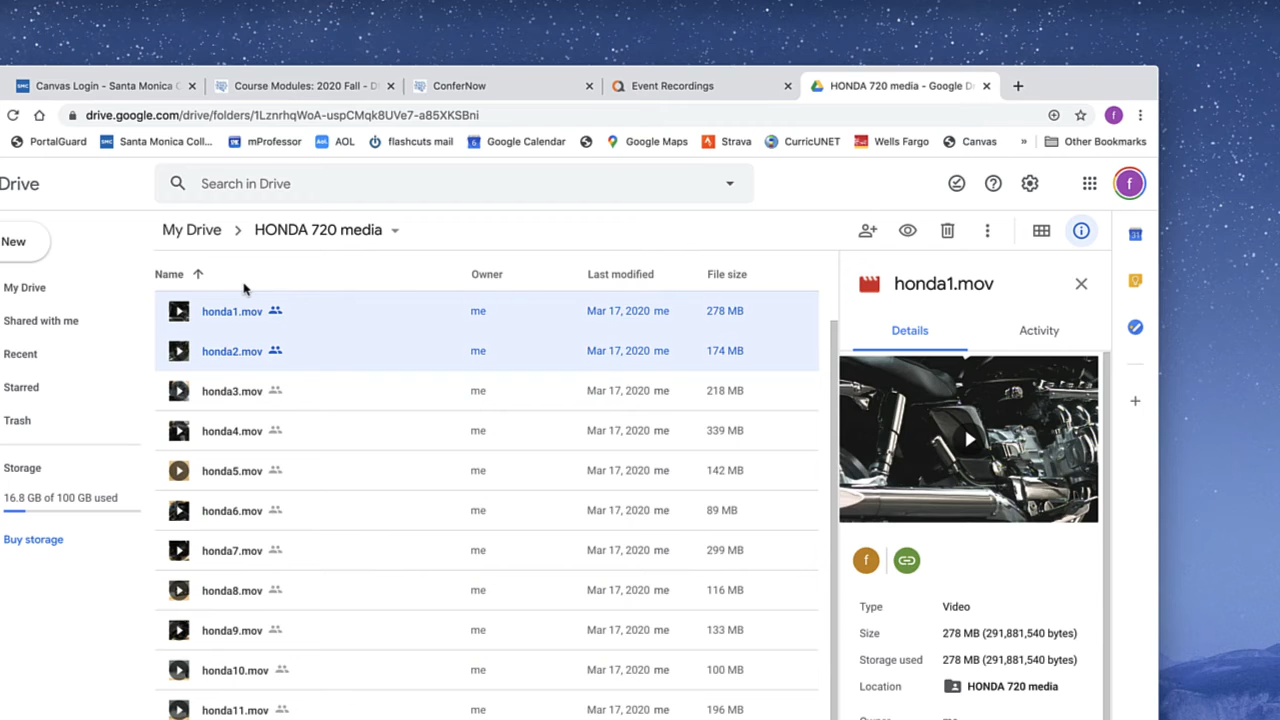 Canvas Login - Santa Monica C
Course Modules: 2020 Fall - D
ConferNow
Event Recordings
HONDA 720 media - Google D
drive.google.com/drive/folders/1LznrhqWoA-uspCMqk8UVe7-a85XKSBni
f
PortalGuard
SMC Santa Monica Coll...
mProfessor
Aol. AOL
flashcuts mail
Google Calendar
Google Maps
Strava
CurricUNET
Wells Fargo
Canvas
»
Other Bookmarks
Drive
Search in Drive
f
New
My Drive
HONDA 720 media
Name
Owner
Last modified
File size
My Drive
Shared with me
Recent
Starred
Trash
Storage
16.8 GB of 100 GB used
Buy storage
honda1.mov me Mar 17, 2020 me 278 MB
honda2.mov me Mar 17, 2020 me 174 MB
honda3.mov me Mar 17, 2020 me 218 MB
honda4.mov me Mar 17, 2020 me 339 MB
honda5.mov me Mar 17, 2020 me 142 MB
honda6.mov me Mar 17, 2020 me 89 MB
honda7.mov me Mar 17, 2020 me 299 MB
honda8.mov me Mar 17, 2020 me 116 MB
honda9.mov me Mar 17, 2020 me 133 MB
honda10.mov me Mar 17, 2020 me 100 MB
honda11.mov me Mar 17, 2020 me 196 MB
honda1.mov
Details
Activity
f
Type Video
Size 278 MB (291,881,540 bytes)
Storage used 278 MB (291,881,540 bytes)
Location HONDA 720 media